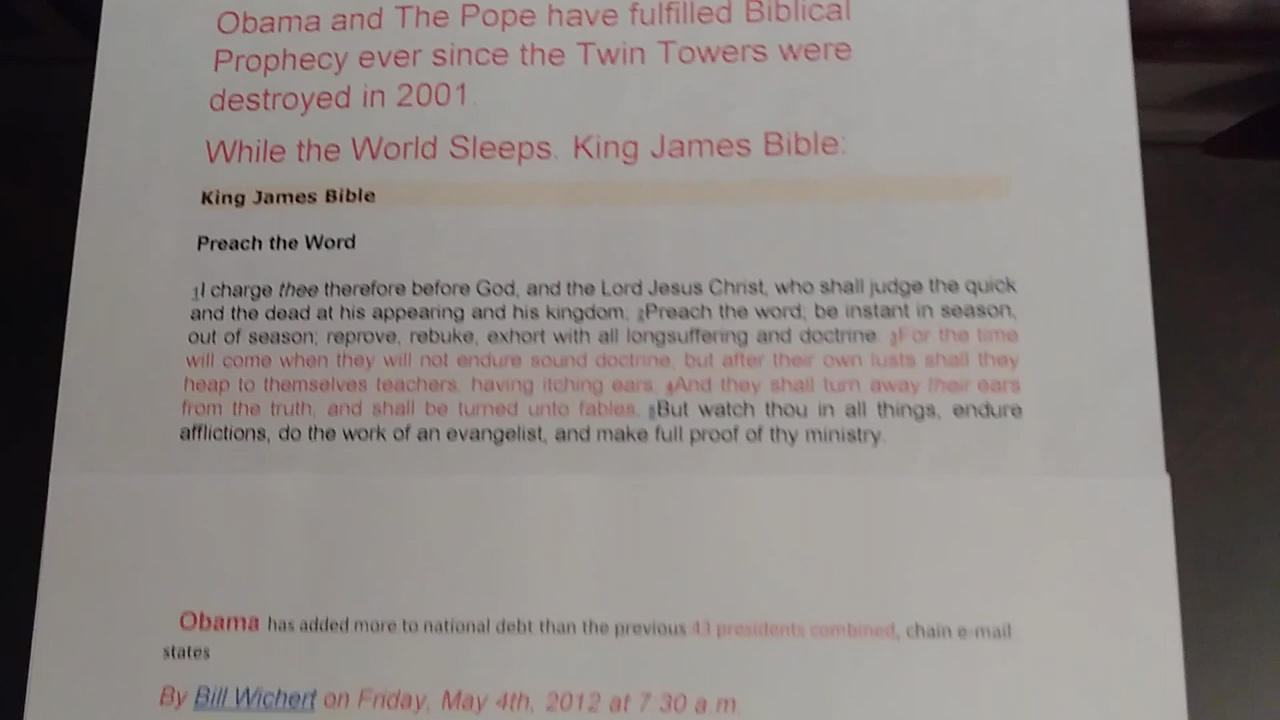 Obama and The Pope have fulfilled Biblical
Prophecy ever since the Twin Towers were
destroyed in 2001.
While the World Sleeps. King James Bible:
King James Bible
Preach the Word
1I charge thee therefore before God, and the Lord Jesus Christ, who shall judge the quick
and the dead at his appearing and his kingdom; 2Preach the word; be instant in season,
out of season; reprove, rebuke, exhort with all longsuffering and doctrine. 3For the time
will come when they will not endure sound doctrine; but after their own lusts shall they
heap to themselves teachers, having itching ears; 4And they shall turn away their ears
from the truth, and shall be turned unto fables. 5But watch thou in all things, endure
afflictions, do the work of an evangelist, and make full proof of thy ministry.
Obama has added more to national debt than the previous 43 presidents combined, chain e-mail
states
By Bill Wichert on Friday, May 4th, 2012 at 7:30 a.m.